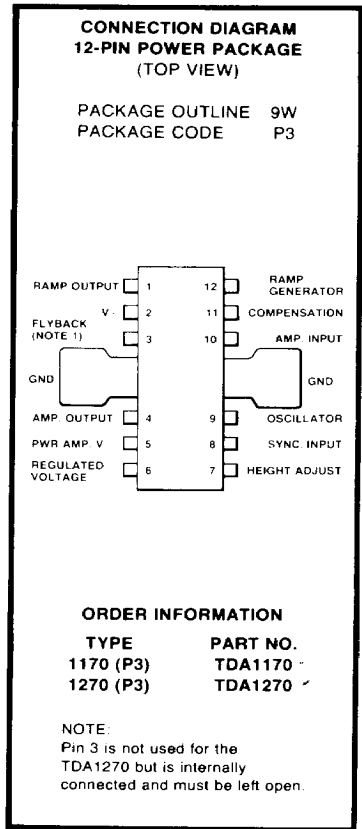 CONNECTION DIAGRAM
12-PIN POWER PACKAGE
(TOP VIEW)
PACKAGE OUTLINE 9W
PACKAGE CODE P3
RAMP OUTPUT 1
V- 2
FLYBACK
(NOTE 1) 3
GND
AMP. OUTPUT 4
PWR AMP. V 5
REGULATED
VOLTAGE 6
12 RAMP
GENERATOR
11 COMPENSATION
10 AMP. INPUT
GND
9 OSCILLATOR
8 SYNC. INPUT
7 HEIGHT ADJUST
ORDER INFORMATION
TYPE PART NO.
1170 (P3) TDA1170
1270 (P3) TDA1270
NOTE:
Pin 3 is not used for the
TDA1270 but is internally
connected and must be left open.